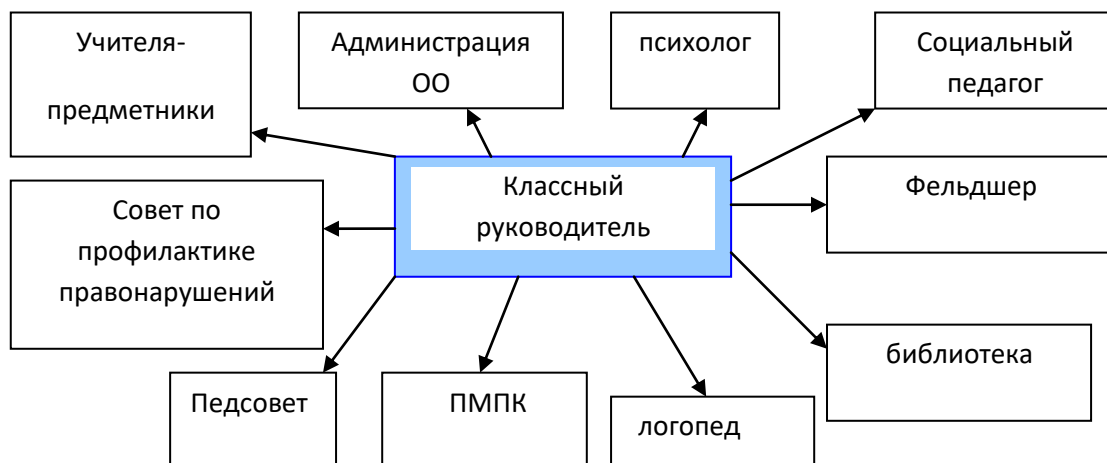 Учителя-
предметники
Администрация
ОО
психолог
Социальный
педагог
Классный
руководитель
Фельдшер
Совет по
профилактике
правонарушений
библиотека
Педсовет
ПМПК
логопед